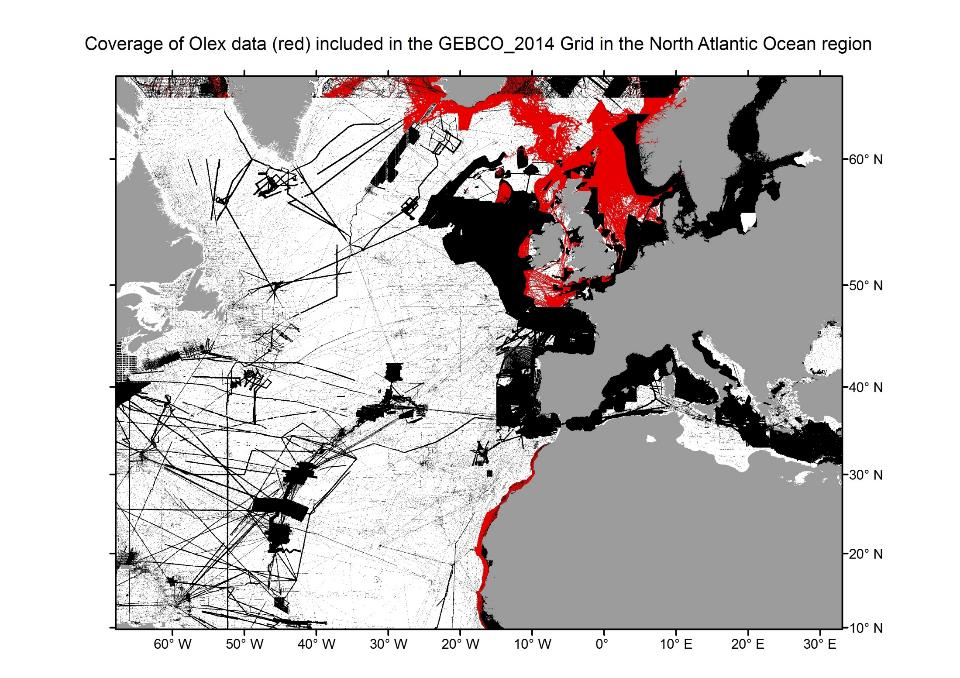 Coverage of Olex data (red) included in the GEBCO_2014 Grid in the North Atlantic Ocean region
60° N
50° N
40° N
30° N
20° N
10° N
60° W 50° W 40° W 30° W 20° W 10° W 0° 10° E 20° E 30° E